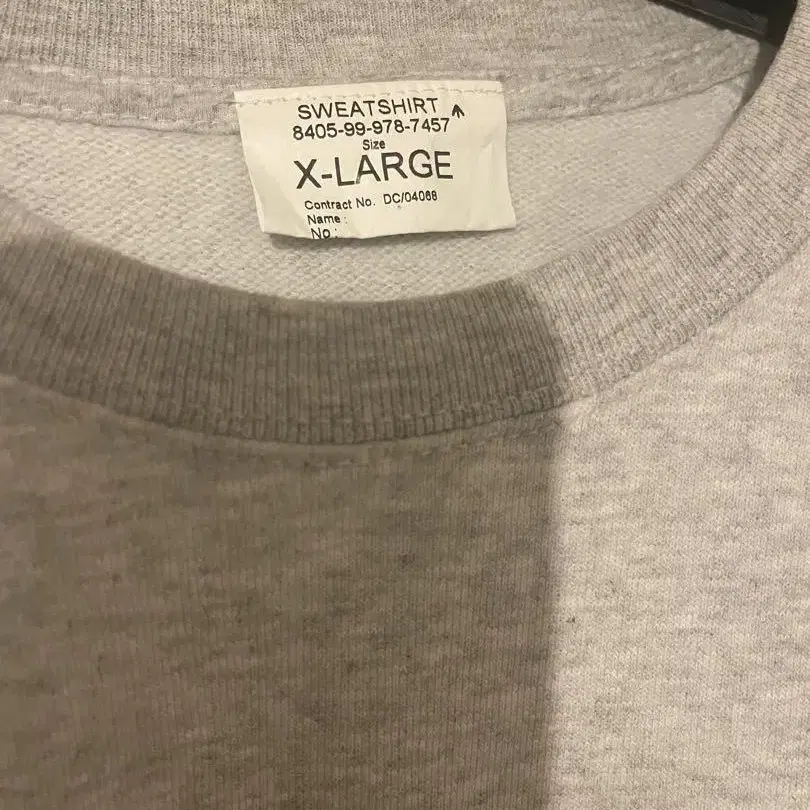 SWEATSHIRT
8405-99-978-7457
Size
X-LARGE
Contract No. DC/04068
Name :
No :